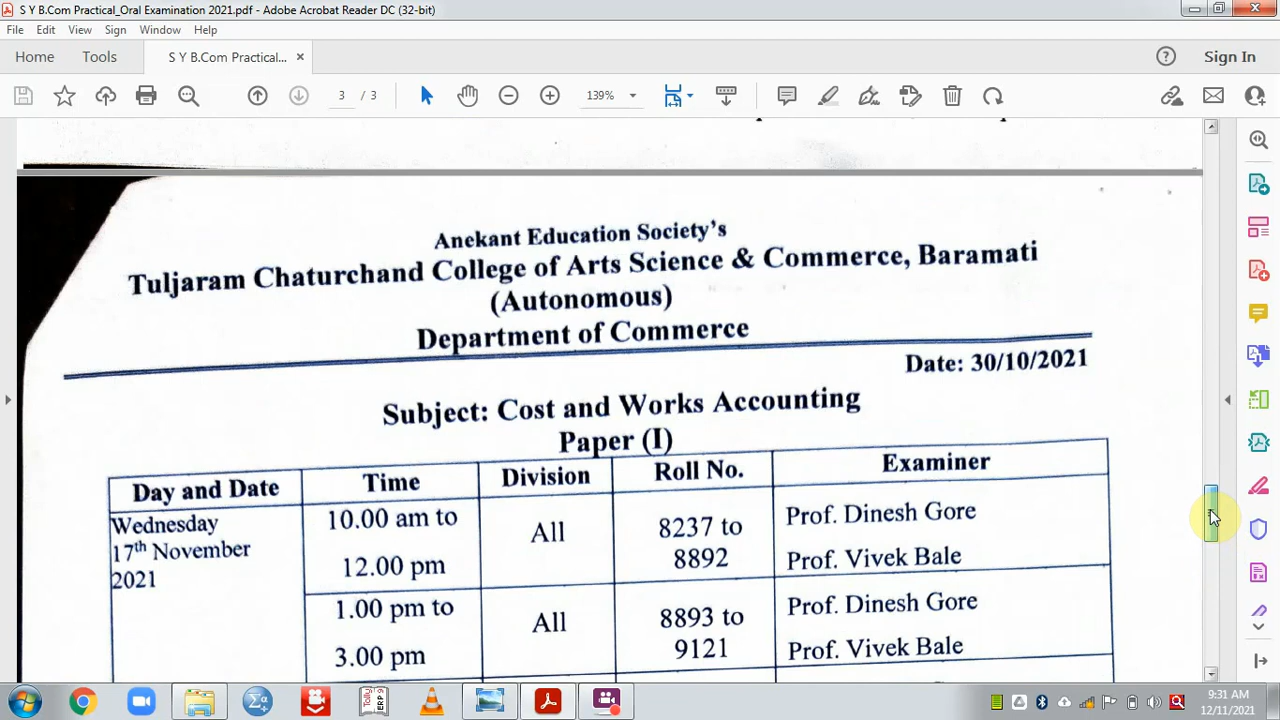 S Y B.Com Practical_Oral Examination 2021.pdf - Adobe Acrobat Reader DC (32-bit)
File Edit View Sign Window Help
Home Tools S Y B.Com Practical... × Sign In
3 / 3 139%
Anekant Education Society's
Tuljaram Chaturchand College of Arts Science & Commerce, Baramati
(Autonomous)
Department of Commerce
Date: 30/10/2021
Subject: Cost and Works Accounting
Paper (I)
Day and Date Time Division Roll No. Examiner
Wednesday 10.00 am to All 8237 to Prof. Dinesh Gore
17th November 12.00 pm 8892 Prof. Vivek Bale
2021
1.00 pm to All 8893 to Prof. Dinesh Gore
3.00 pm 9121 Prof. Vivek Bale
9:31 AM
12/11/2021